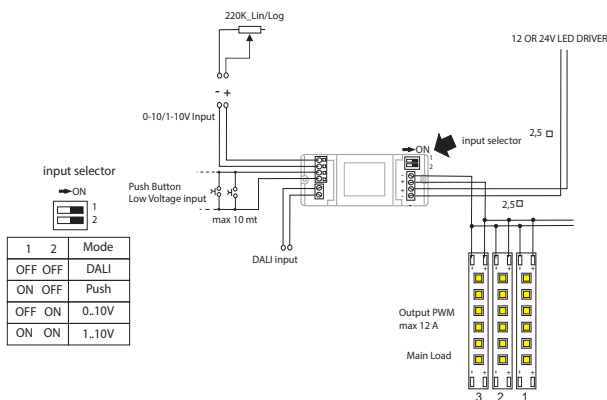 220K_Lin/Log
12 OR 24V LED DRIVER
- +
0-10/1-10V Input
ON
1
2
input selector
2,5 □
- 
+
+
-
2,5 □
input selector
ON
1
2
Push Button
Low Voltage input
max 10 mt
DALI input
1 2 Mode
OFF OFF DALI
ON OFF Push
OFF ON 0..10V
ON ON 1..10V
Output PWM
max 12 A
Main Load
- + - + - +
- + - + - +
3 2 1